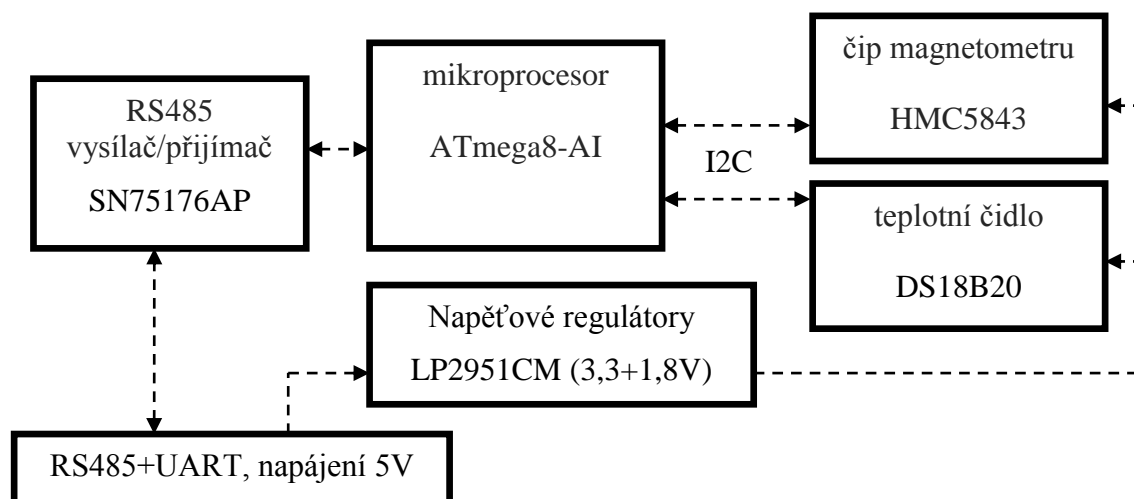 RS485
vysílač/přijímač
SN75176AP
mikroprocesor
ATmega8-AI
I2C
čip magnetometru
HMC5843
teplotní čidlo
DS18B20
Napěťové regulátory
LP2951CM (3,3+1,8V)
RS485+UART, napájení 5V